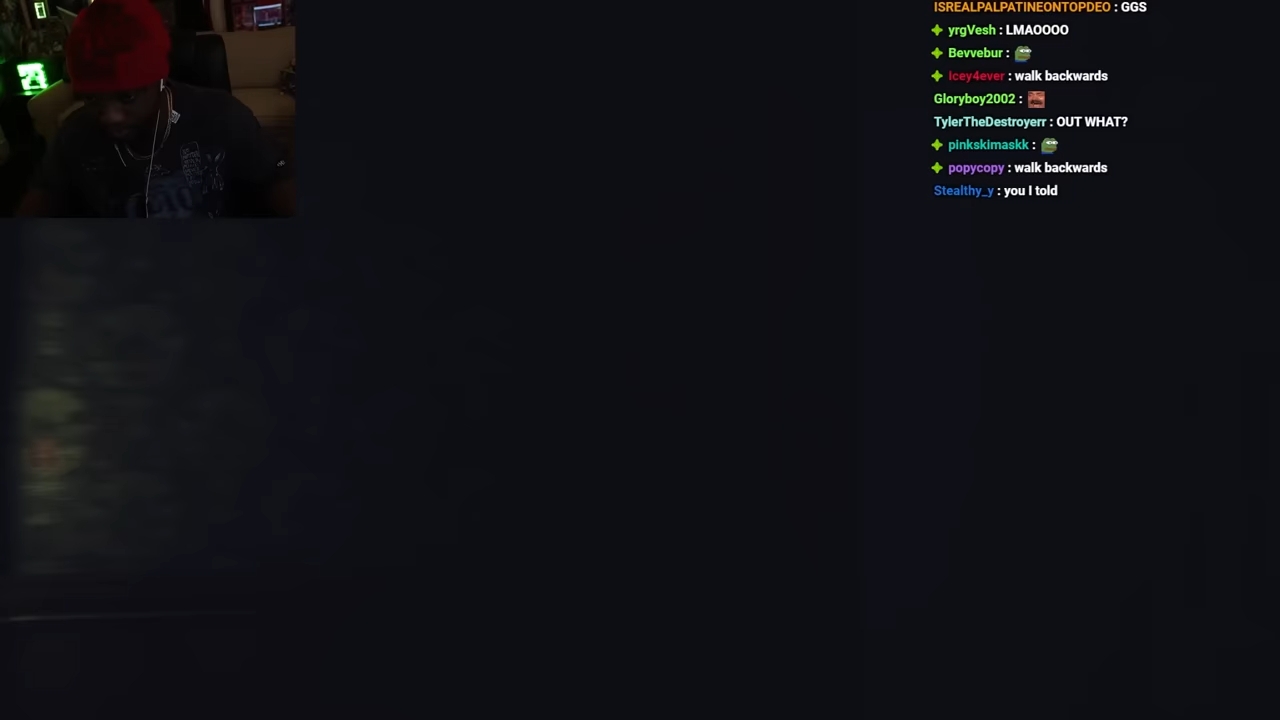 ISREALPALPATINEONTOPDEO : GGS
yrgVesh : LMAOOOO
Bevvebur :
Icey4ever : walk backwards
Gloryboy2002 :
TylerTheDestroyerr : OUT WHAT?
pinkskimaskk :
popycopy : walk backwards
Stealthy_y : you I told